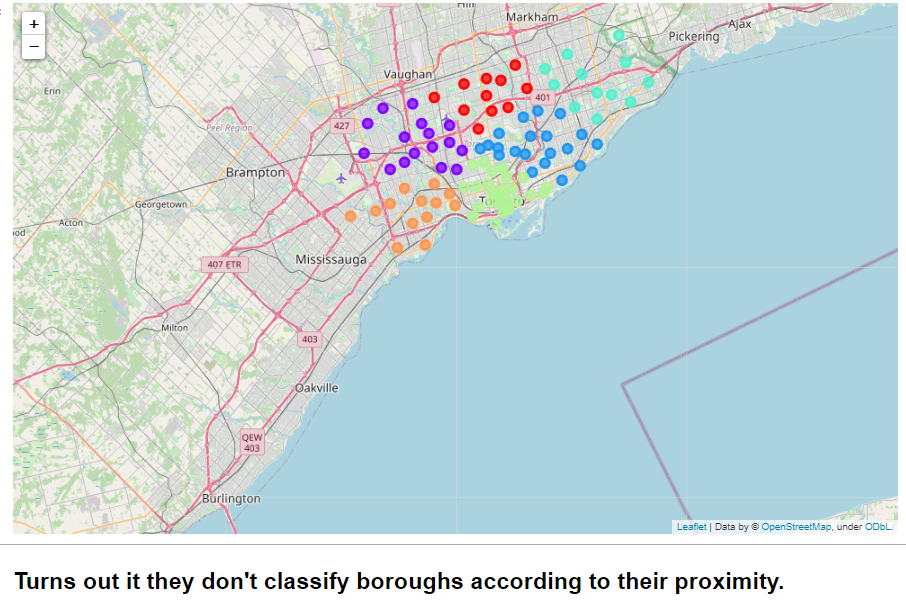 +
−
Hill
Markham
Ajax
Pickering
Vaughan
Erin
401
427
Peel Region
Brampton
Georgetown
Acton
407 ETR
Mississauga
Milton
403
Oakville
QEW
403
Burlington
Leaflet | Data by © OpenStreetMap, under ODbL.
Turns out it they don't classify boroughs according to their proximity.